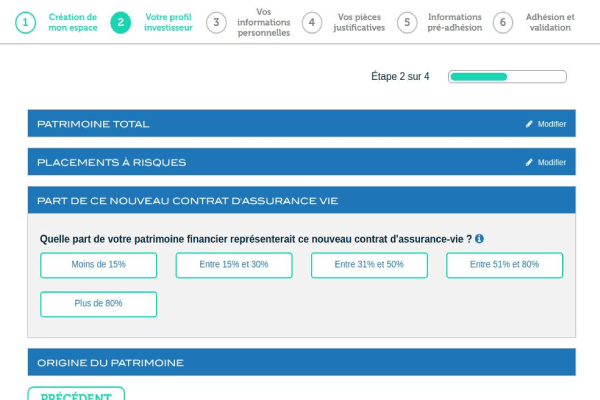 1 Création de mon espace
2 Votre profil investisseur
3 Vos informations personnelles
4 Vos pièces justificatives
5 Informations pré-adhésion
6 Adhésion et validation
Étape 2 sur 4
PATRIMOINE TOTAL Modifier
PLACEMENTS À RISQUES Modifier
PART DE CE NOUVEAU CONTRAT D'ASSURANCE VIE
Quelle part de votre patrimoine financier représenterait ce nouveau contrat d'assurance-vie ?
Moins de 15% Entre 15% et 30% Entre 31% et 50% Entre 51% et 80%
Plus de 80%
ORIGINE DU PATRIMOINE
PRÉCÉDENT